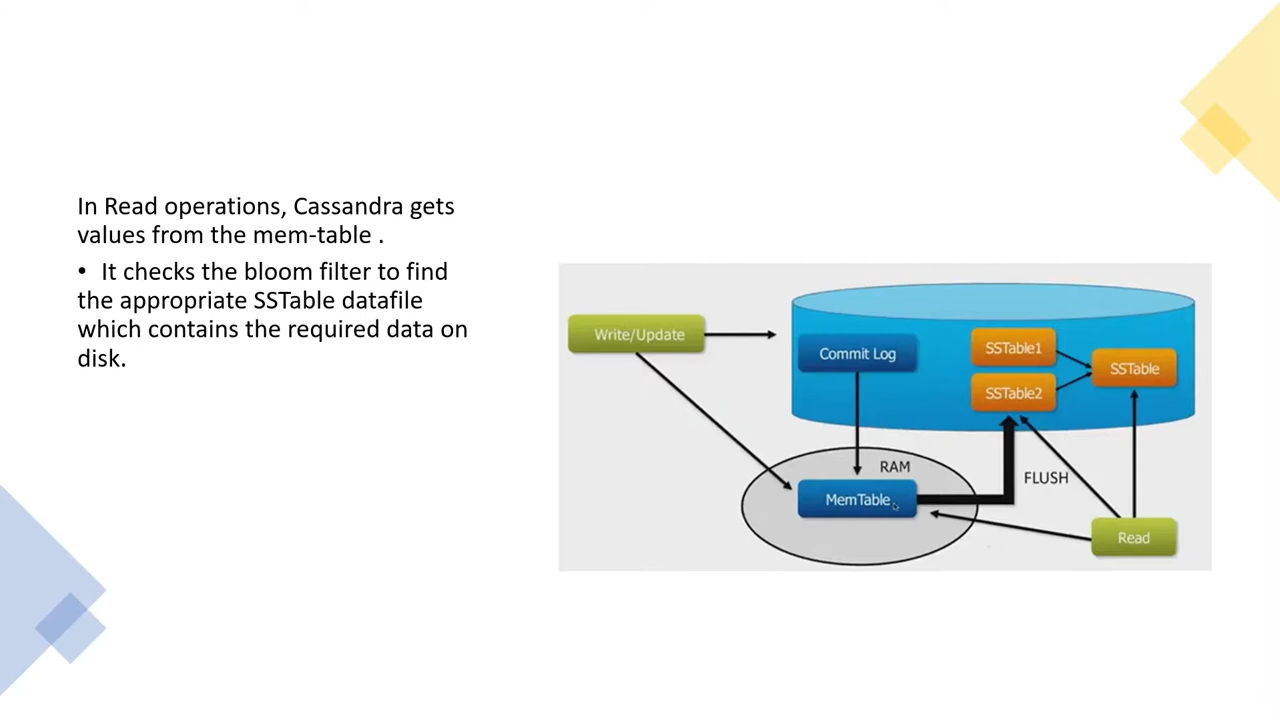 In Read operations, Cassandra gets
values from the mem-table .
• It checks the bloom filter to find
the appropriate SSTable datafile
which contains the required data on
disk.
Write/Update
Commit Log
SSTable1
SSTable2
SSTable
RAM
MemTable
FLUSH
Read